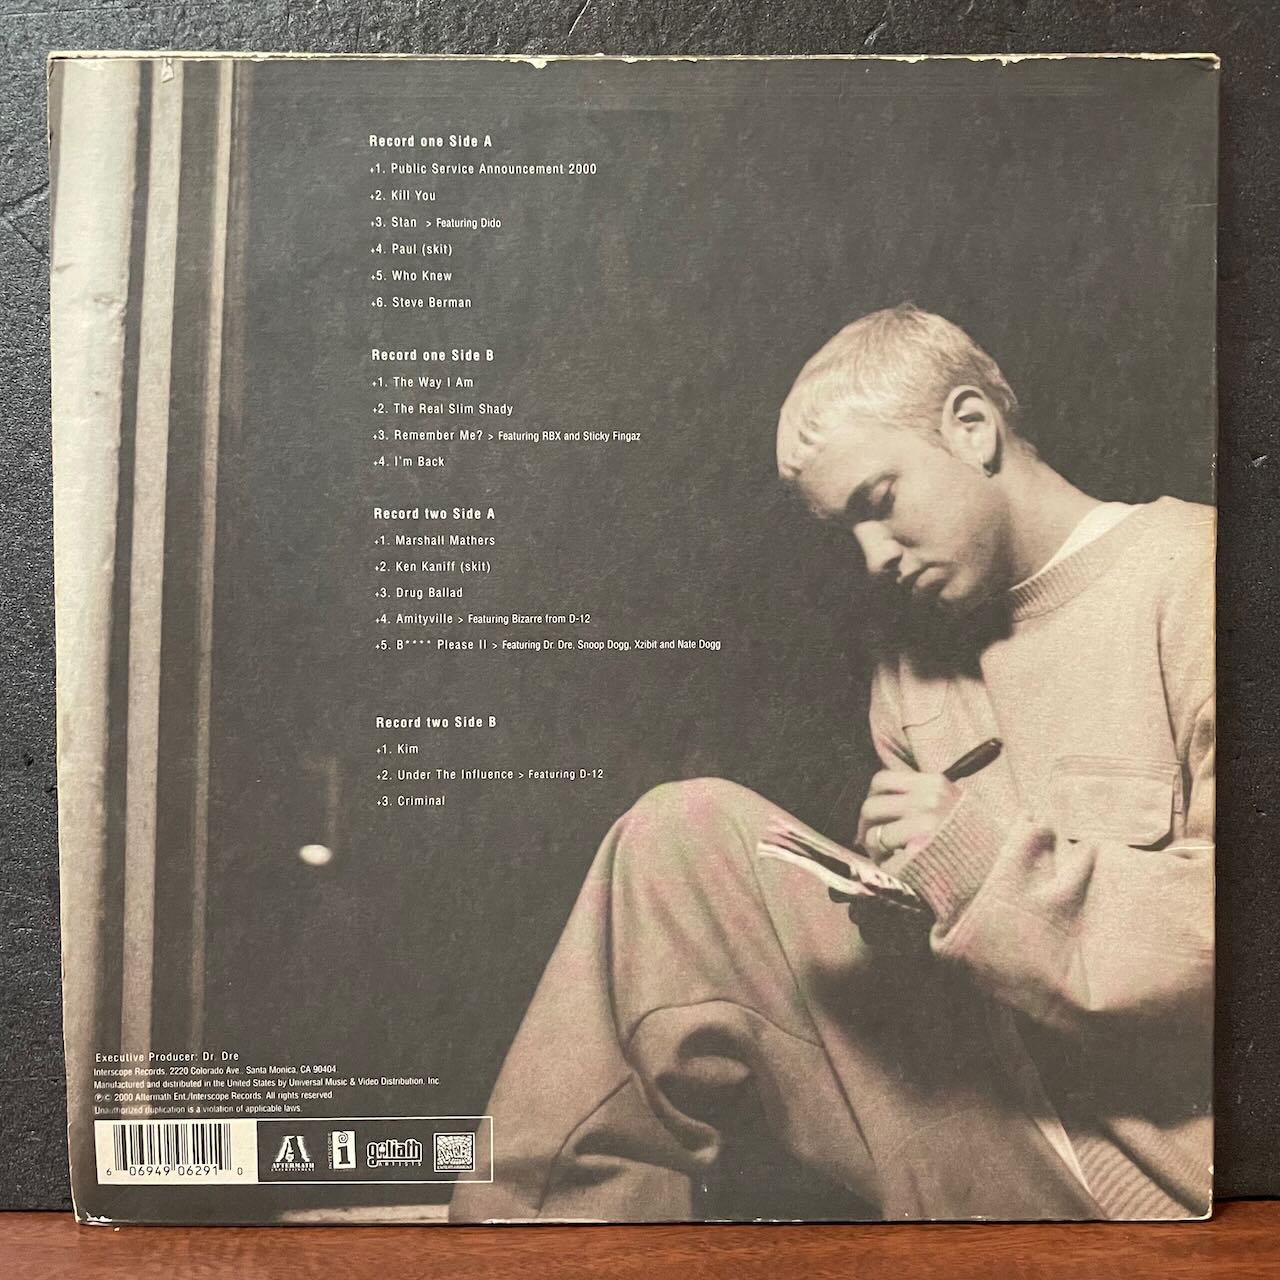 Record one Side A
+1. Public Service Announcement 2000
+2. Kill You
+3. Stan > Featuring Dido
+4. Paul (skit)
+5. Who Knew
+6. Steve Berman
Record one Side B
+1. The Way I Am
+2. The Real Slim Shady
+3. Remember Me? > Featuring RBX and Sticky Fingaz
+4. I'm Back
Record two Side A
+1. Marshall Mathers
+2. Ken Kaniff (skit)
+3. Drug Ballad
+4. Amityville > Featuring Bizarre from D-12
+5. B**** Please II > Featuring Dr. Dre, Snoop Dogg, Xzibit and Nate Dogg
Record two Side B
+1. Kim
+2. Under The Influence > Featuring D-12
+3. Criminal
Executive Producer: Dr. Dre
Interscope Records, 2220 Colorado Ave., Santa Monica, CA 90404.
Manufactured and distributed in the United States by Universal Music & Video Distribution, Inc.
℗ © 2000 Aftermath Ent./Interscope Records. All rights reserved.
Unauthorized duplication is a violation of applicable laws.
6 06949 06291 0
AFTERMATH
ENTERTAINMENT
INTERSCOPE
goliath
ARTISTS